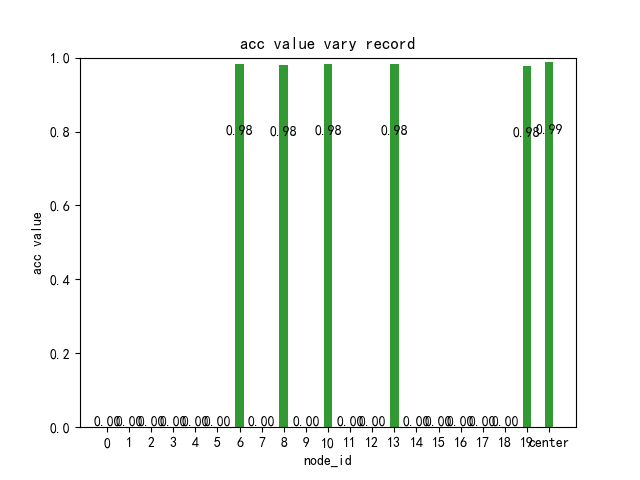 acc value vary record
acc value
1.0
0.8
0.6
0.4
0.2
0.0
0.98 0.98 0.98 0.98 0.98 0.99
0.00 0.00 0.00 0.00 0.00 0.00 0.00 0.00 0.00 0.00 0.00 0.00 0.00 0.00 0.00
0 1 2 3 4 5 6 7 8 9 10 11 12 13 14 15 16 17 18 19 center
node_id